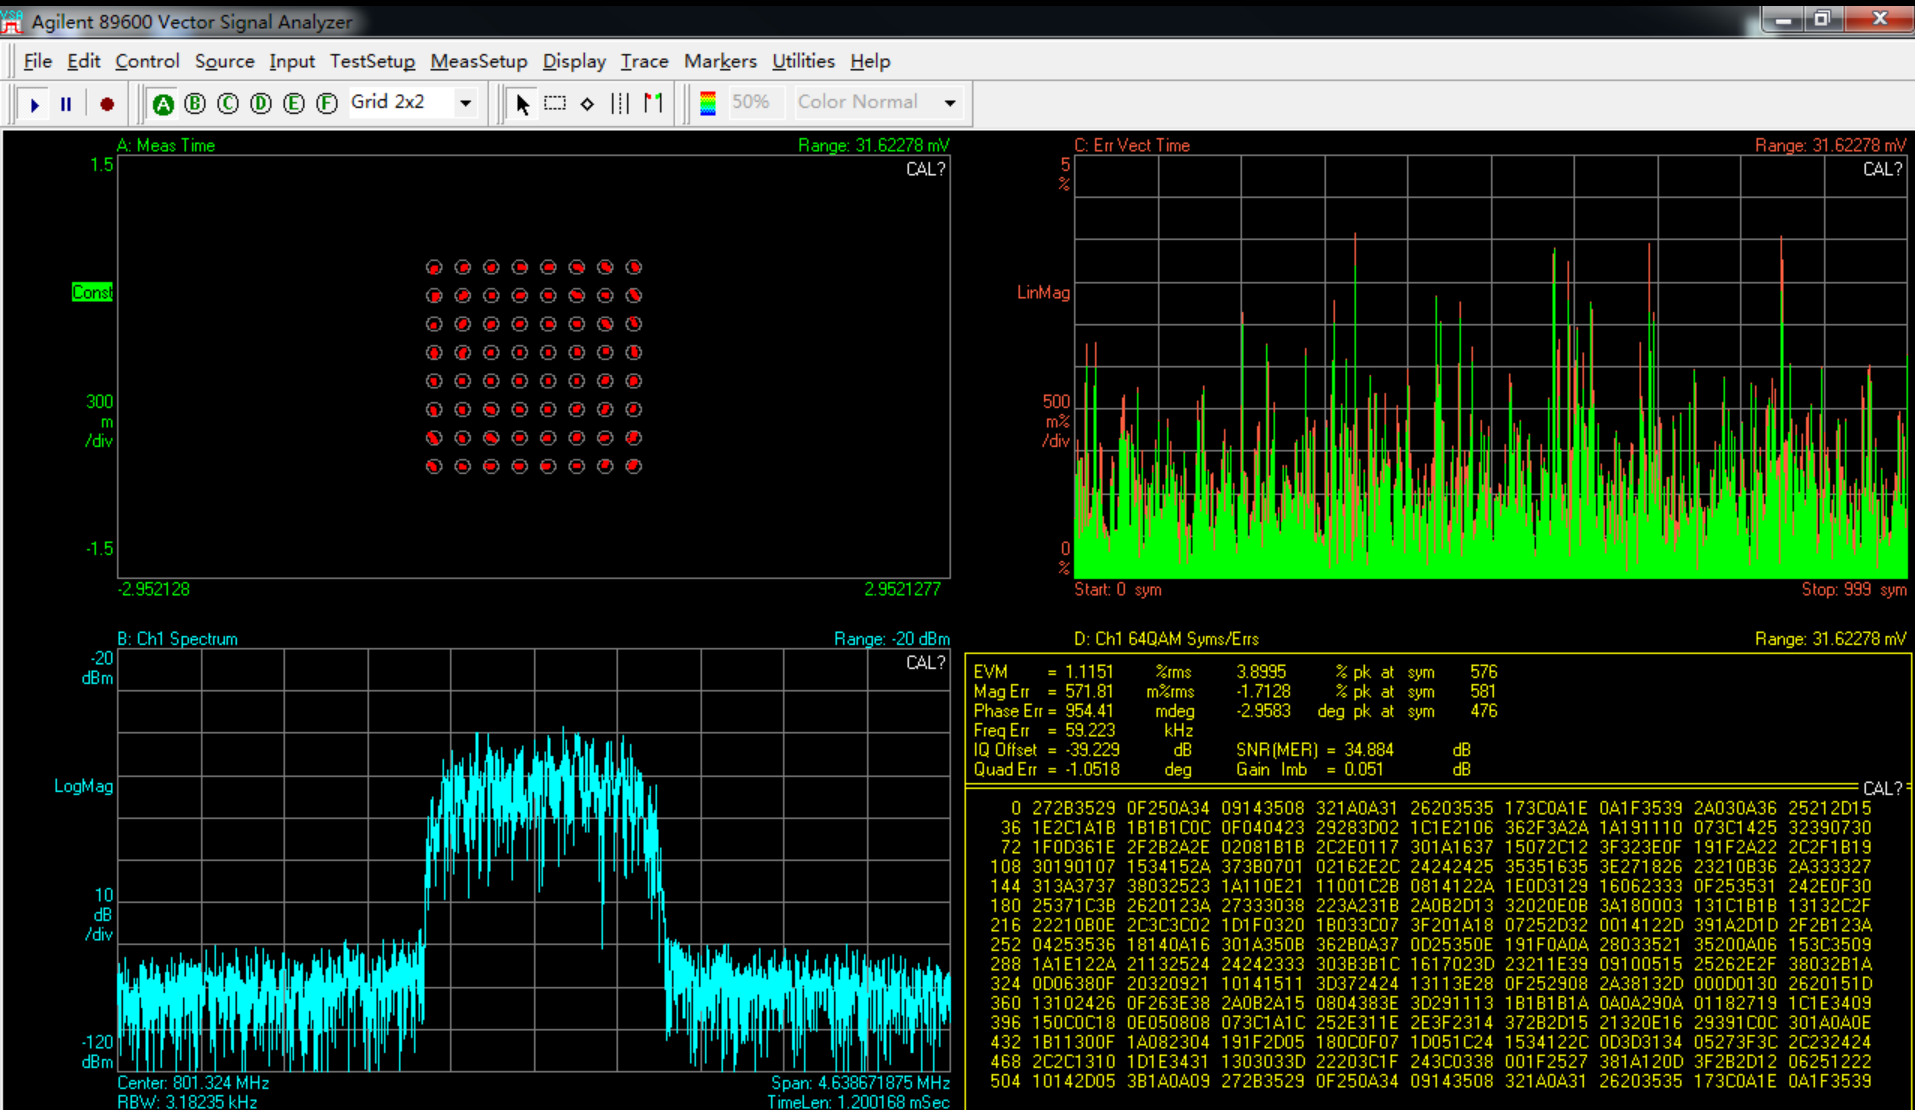 Agilent 89600 Vector Signal Analyzer
File Edit Control Source Input TestSetup MeasSetup Display Trace Markers Utilities Help
A B C D E F Grid 2x2 50% Color Normal
A: Meas Time Range: 31.62278 mV
CAL?
1.5
Const
300
m
/div
-1.5
-2.952128 2.9521277
C: Err Vect Time Range: 31.62278 mV
CAL?
5
%
LinMag
500
m%
/div
0
%
Start: 0 sym Stop: 999 sym
B: Ch1 Spectrum Range: -20 dBm
CAL?
-20
dBm
LogMag
10
dB
/div
-120
dBm
Center: 801.324 MHz Span: 4.638671875 MHz
RBW: 3.18235 kHz TimeLen: 1.200168 mSec
D: Ch1 64QAM Syms/Errs Range: 31.62278 mV
EVM = 1.1151 %rms 3.8995 % pk at sym 576
Mag Err = 571.81 m%rms -1.7128 % pk at sym 581
Phase Err = 954.41 mdeg -2.9583 deg pk at sym 476
Freq Err = 59.223 kHz
IQ Offset = -39.229 dB SNR(MER) = 34.884 dB
Quad Err = -1.0518 deg Gain Imb = 0.051 dB
CAL?
0 272B3529 0F250A34 09143508 321A0A31 26203535 173C0A1E 0A1F3539 2A030A36 25212D15
36 1E2C1A1B 1B1B1C0C 0F040423 29283D02 1C1E2106 362F3A2A 1A191110 073C1425 32390730
72 1F0D361E 2F2B2A2E 02081B1B 2C2E0117 301A1637 15072C12 3F323E0F 191F2A22 2C2F1B19
108 30190107 1534152A 373B0701 02162E2C 24242425 35351635 3E271826 23210B36 2A333327
144 313A3737 38032523 1A110E21 11001C2B 0814122A 1E0D3129 16062333 0F253531 242E0F30
180 25371C3B 2620123A 27333038 223A231B 2A0B2D13 32020E0B 3A180003 131C1B1B 13132C2F
216 22210B0E 2C3C3C02 1D1F0320 1B033C07 3F201A18 07252D32 0014122D 391A2D1D 2F2B123A
252 04253536 18140A16 301A350B 362B0A37 0D25350E 191F0A0A 28033521 35200A06 153C3509
288 1A1E122A 21132524 24242333 303B3B1C 1617023D 23211E39 09100515 25262E2F 38032B1A
324 0D06380F 20320921 10141511 3D372424 13113E28 0F252908 2A38132D 000D0130 2620151D
360 13102426 0F263E38 2A0B2A15 0804383E 3D291113 1B1B1B1A 0A0A290A 01182719 1C1E3409
396 150C0C18 0E050808 073C1A1C 252E311E 2E3F2314 372B2D15 21320E16 29391C0C 301A0A0E
432 1B11300F 1A082304 191F2D05 180C0F07 1D051C24 1534122C 0D3D3134 05273F3C 2C232424
468 2C2C1310 1D1E3431 1303033D 22203C1F 243C0338 001F2527 381A120D 3F2B2D12 06251222
504 10142D05 3B1A0A09 272B3529 0F250A34 09143508 321A0A31 26203535 173C0A1E 0A1F3539